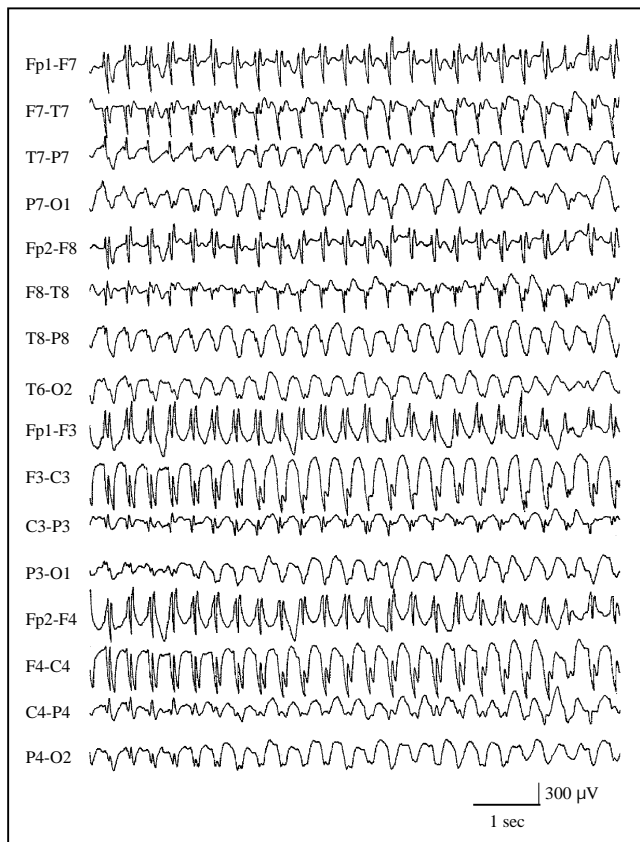 Fp1-F7
F7-T7
T7-P7
P7-O1
Fp2-F8
F8-T8
T8-P8
T6-O2
Fp1-F3
F3-C3
C3-P3
P3-O1
Fp2-F4
F4-C4
C4-P4
P4-O2
300 µV
1 sec